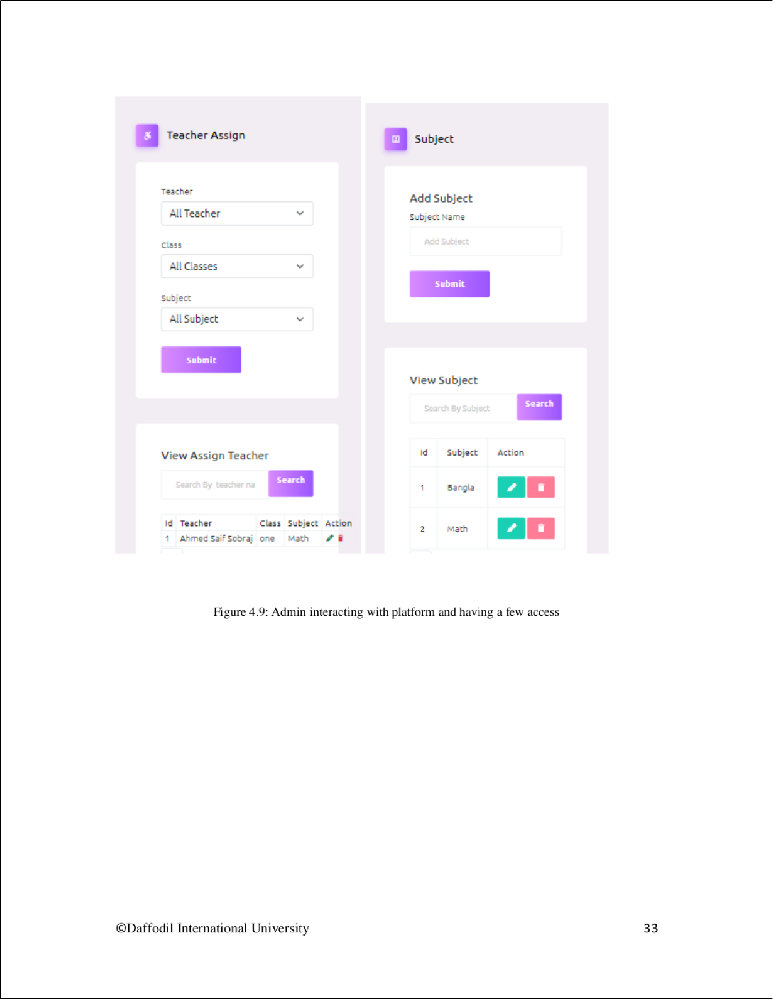 Teacher Assign
Teacher
All Teacher
Class
All Classes
Subject
All Subject
Submit
View Assign Teacher
Search By teacher na
Search
Id Teacher Class Subject Action
1 Ahmed Saif Sobraj one Math
Subject
Add Subject
Subject Name
Add Subject
Submit
View Subject
Search By Subject
Search
Id Subject Action
1 Bangla
2 Math
Figure 4.9: Admin interacting with platform and having a few access
©Daffodil International University 33